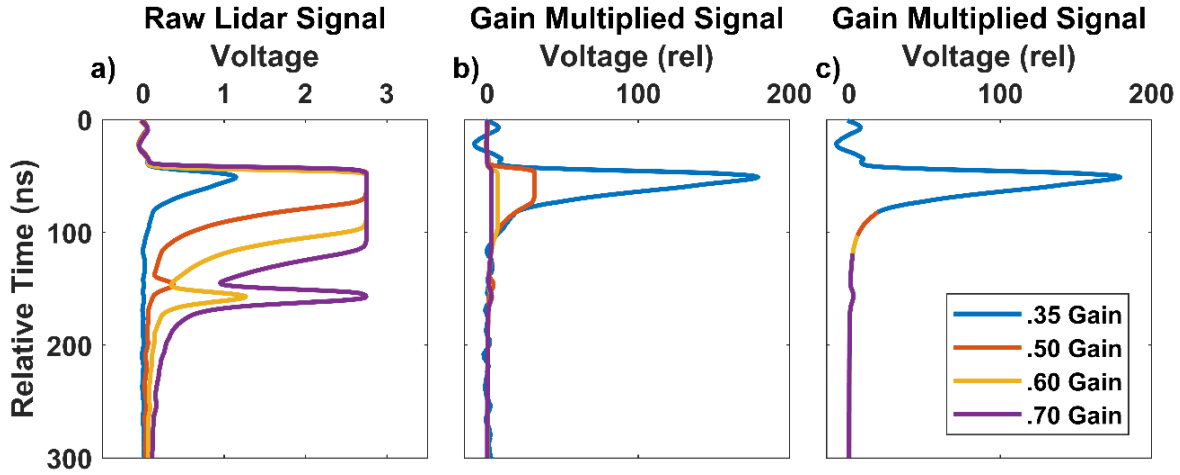 Raw Lidar Signal
Gain Multiplied Signal
Gain Multiplied Signal
a)
Voltage
b)
Voltage (rel)
c)
Voltage (rel)
0 1 2 3
0 100 200
0 100 200
Relative Time (ns)
0
100
200
300
.35 Gain
.50 Gain
.60 Gain
.70 Gain